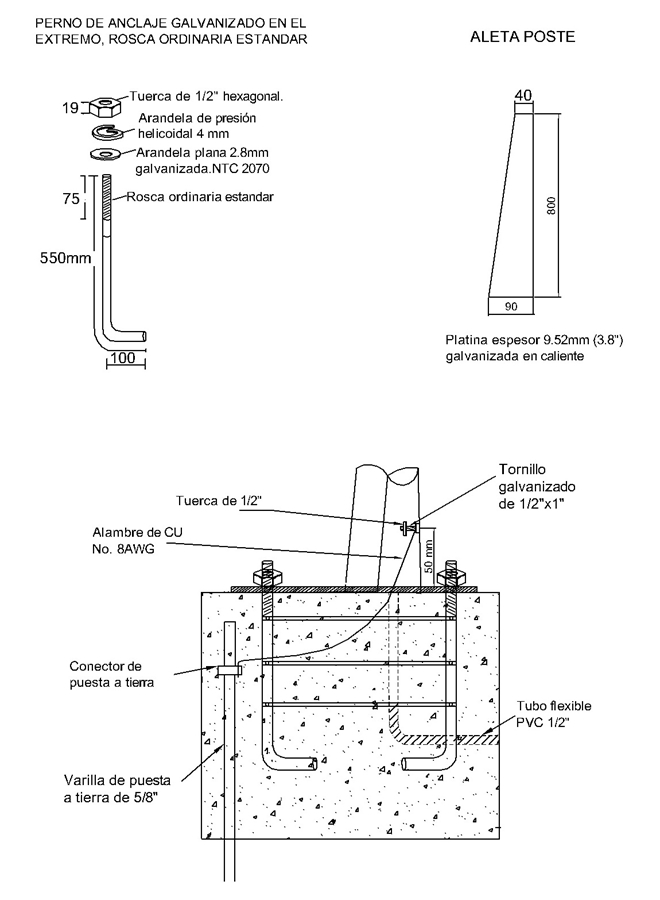 PERNO DE ANCLAJE GALVANIZADO EN EL
EXTREMO, ROSCA ORDINARIA ESTANDAR
ALETA POSTE
19
Tuerca de 1/2" hexagonal.
Arandela de presión
helicoidal 4 mm
Arandela plana 2.8mm
galvanizada.NTC 2070
75
Rosca ordinaria estandar
550mm
100
40
800
90
Platina espesor 9.52mm (3.8")
galvanizada en caliente
Tornillo
galvanizado
de 1/2"x1"
Tuerca de 1/2"
Alambre de CU
No. 8AWG
50 mm
Conector de
puesta a tierra
Tubo flexible
PVC 1/2"
Varilla de puesta
a tierra de 5/8"